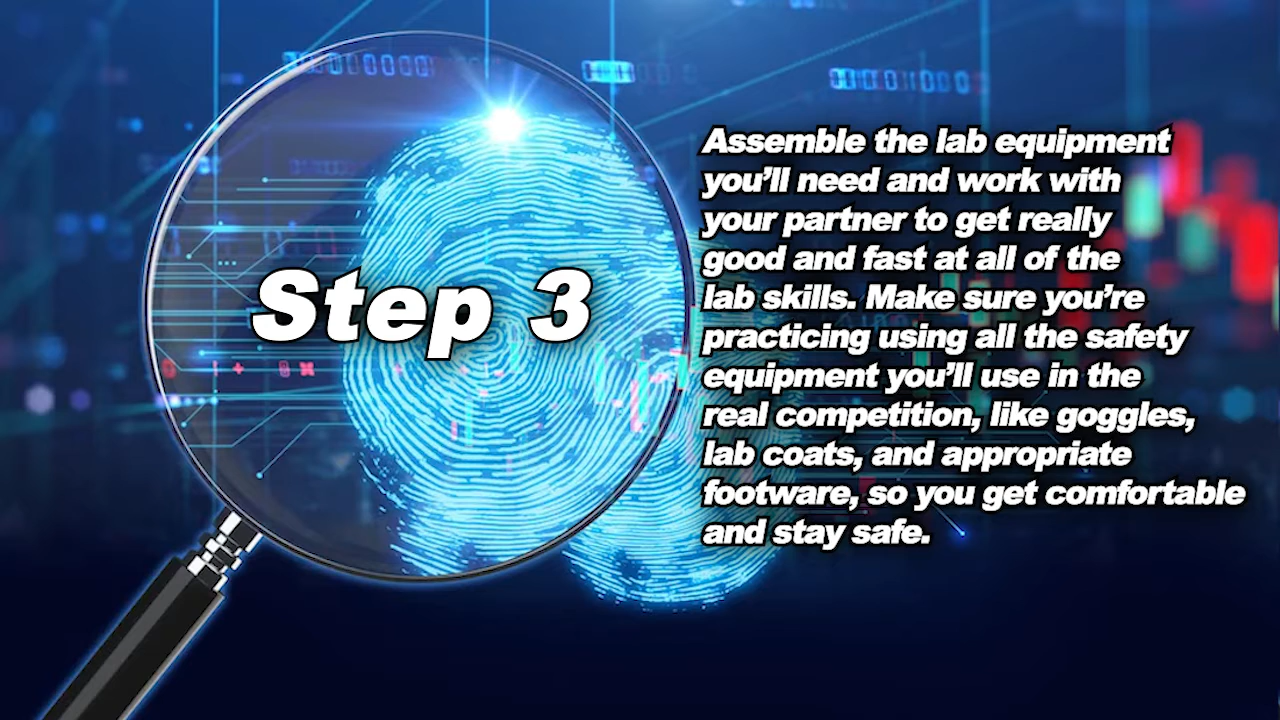 Step 3
Assemble the lab equipment
you’ll need and work with
your partner to get really
good and fast at all of the
lab skills. Make sure you’re
practicing using all the safety
equipment you’ll use in the
real competition, like goggles,
lab coats, and appropriate
footware, so you get comfortable
and stay safe.